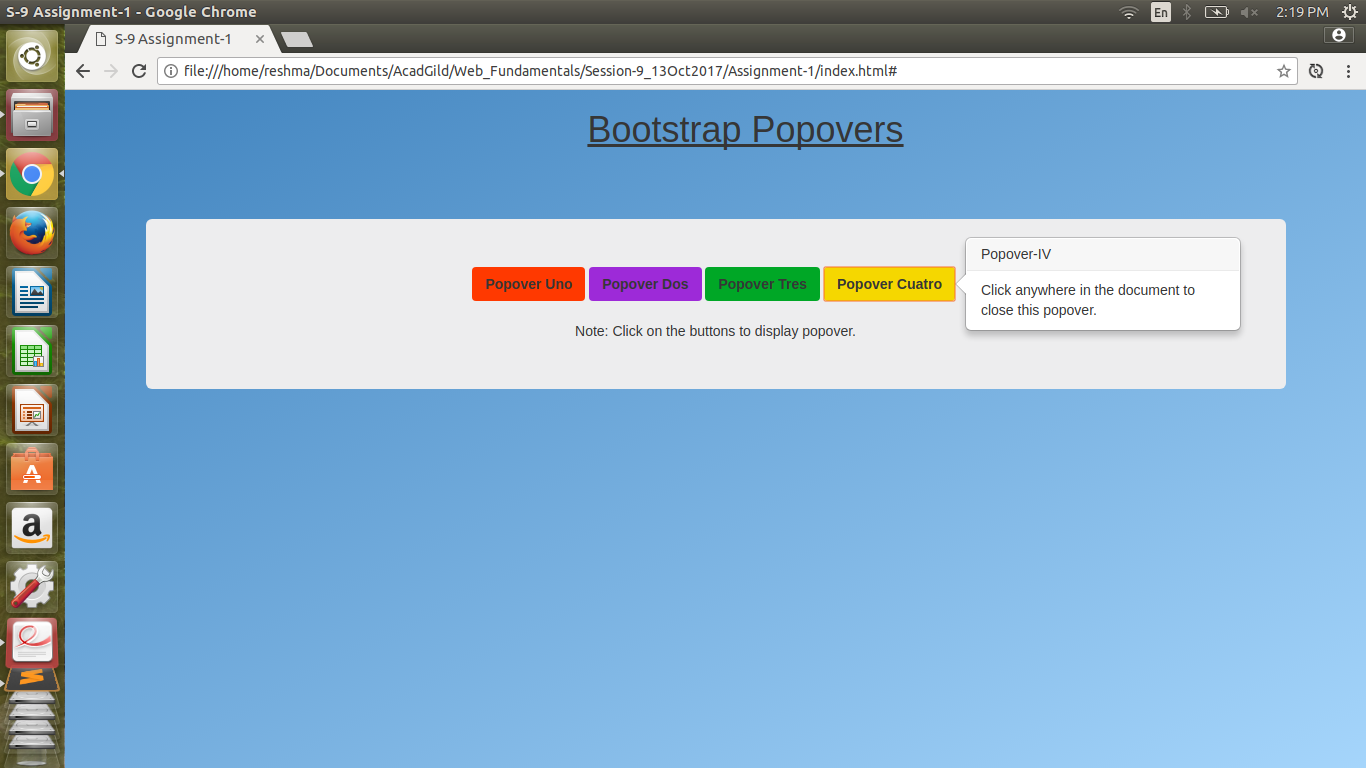 S-9 Assignment-1 - Google Chrome
En
2:19 PM
S-9 Assignment-1
file:///home/reshma/Documents/AcadGild/Web_Fundamentals/Session-9_13Oct2017/Assignment-1/index.html#
Bootstrap Popovers
Popover Uno Popover Dos Popover Tres Popover Cuatro
Popover-IV
Click anywhere in the document to
close this popover.
Note: Click on the buttons to display popover.